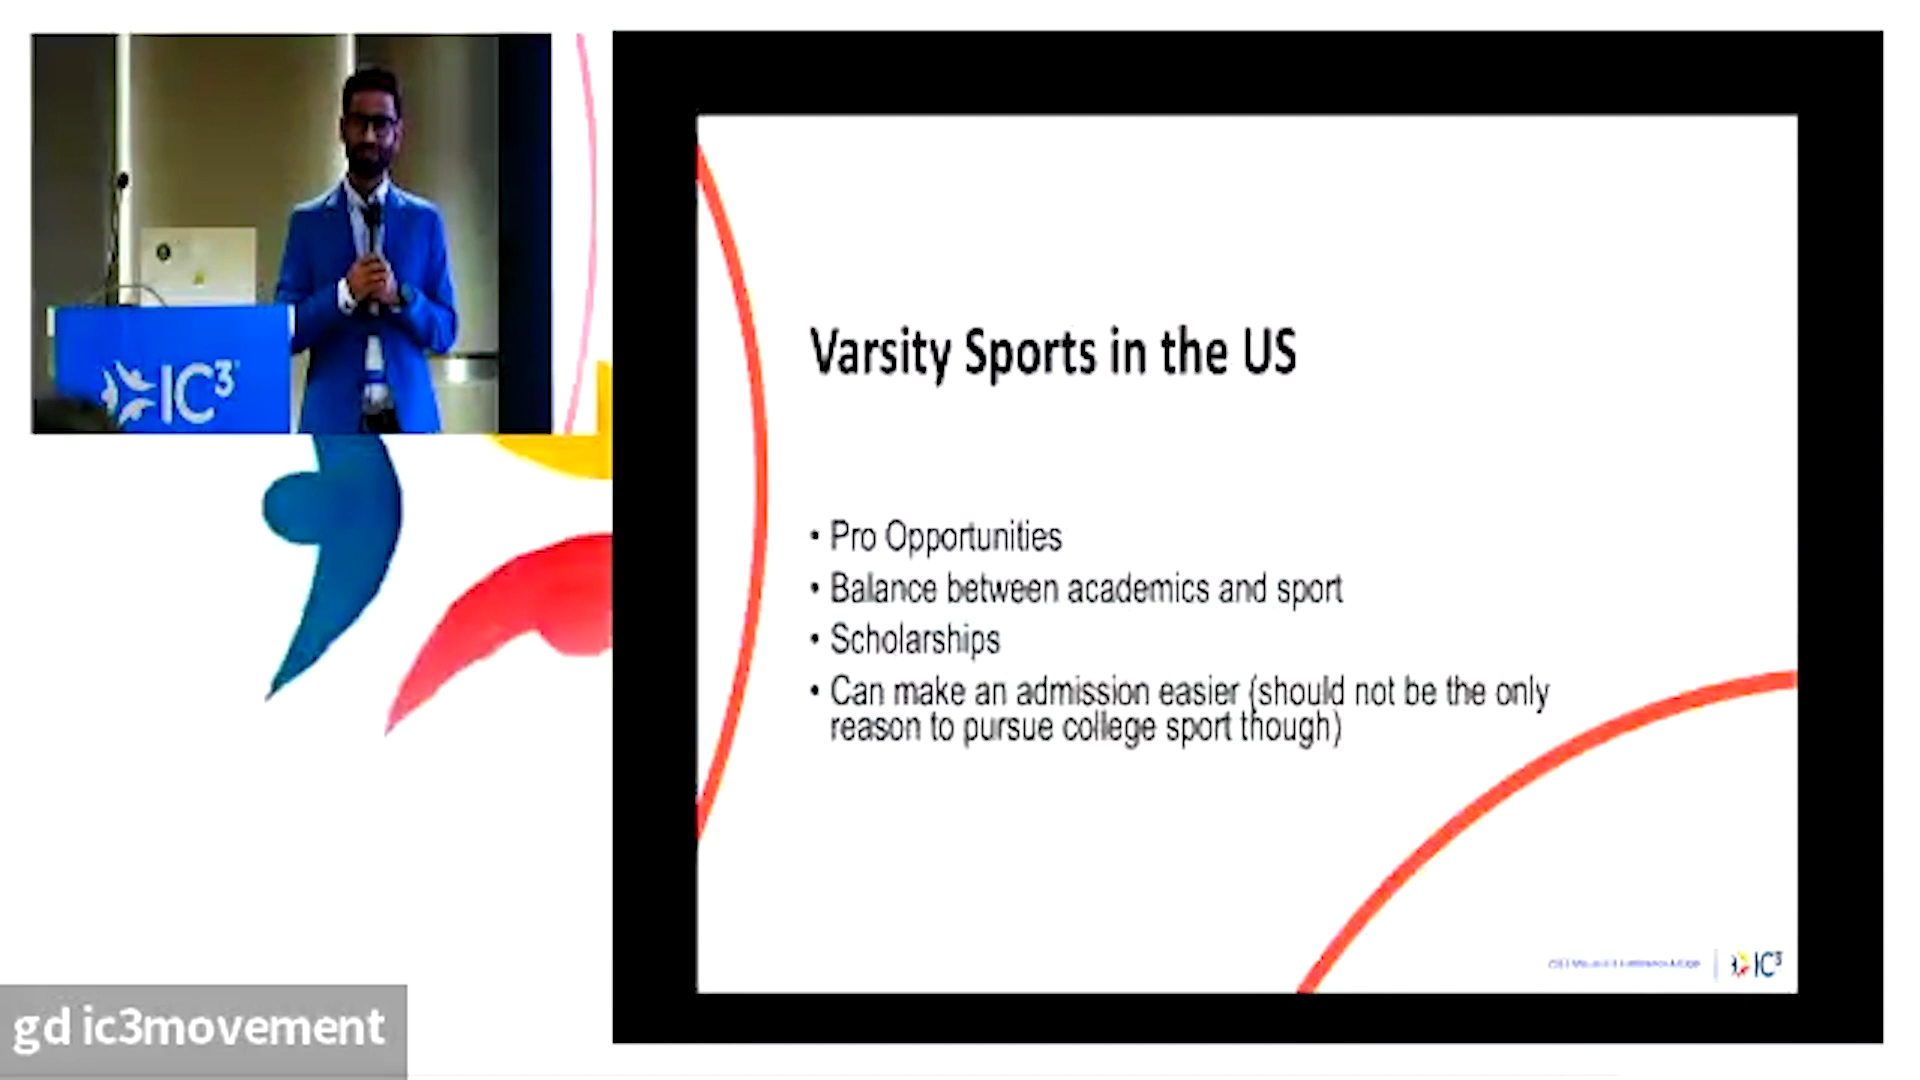 IC3
Varsity Sports in the US
• Pro Opportunities
• Balance between academics and sport
• Scholarships
• Can make an admission easier (should not be the only
reason to pursue college sport though)
IC3
gd ic3movement